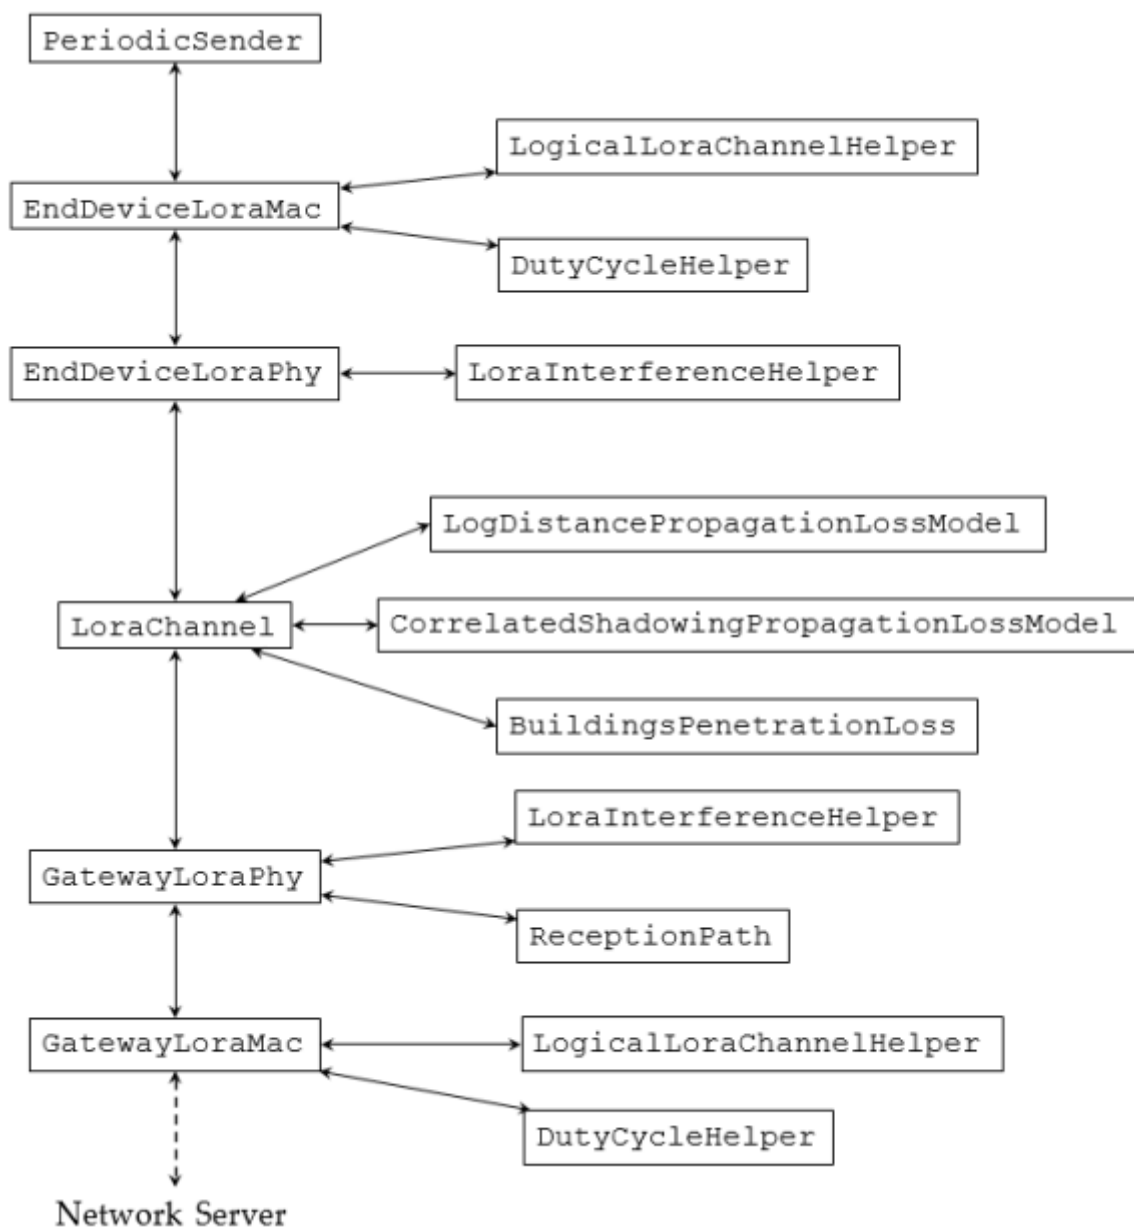 PeriodicSender
LogicalLoraChannelHelper
EndDeviceLoraMac
DutyCycleHelper
EndDeviceLoraPhy
LoraInterferenceHelper
LogDistancePropagationLossModel
LoraChannel
CorrelatedShadowingPropagationLossModel
BuildingsPenetrationLoss
LoraInterferenceHelper
GatewayLoraPhy
ReceptionPath
GatewayLoraMac
LogicalLoraChannelHelper
DutyCycleHelper
Network Server